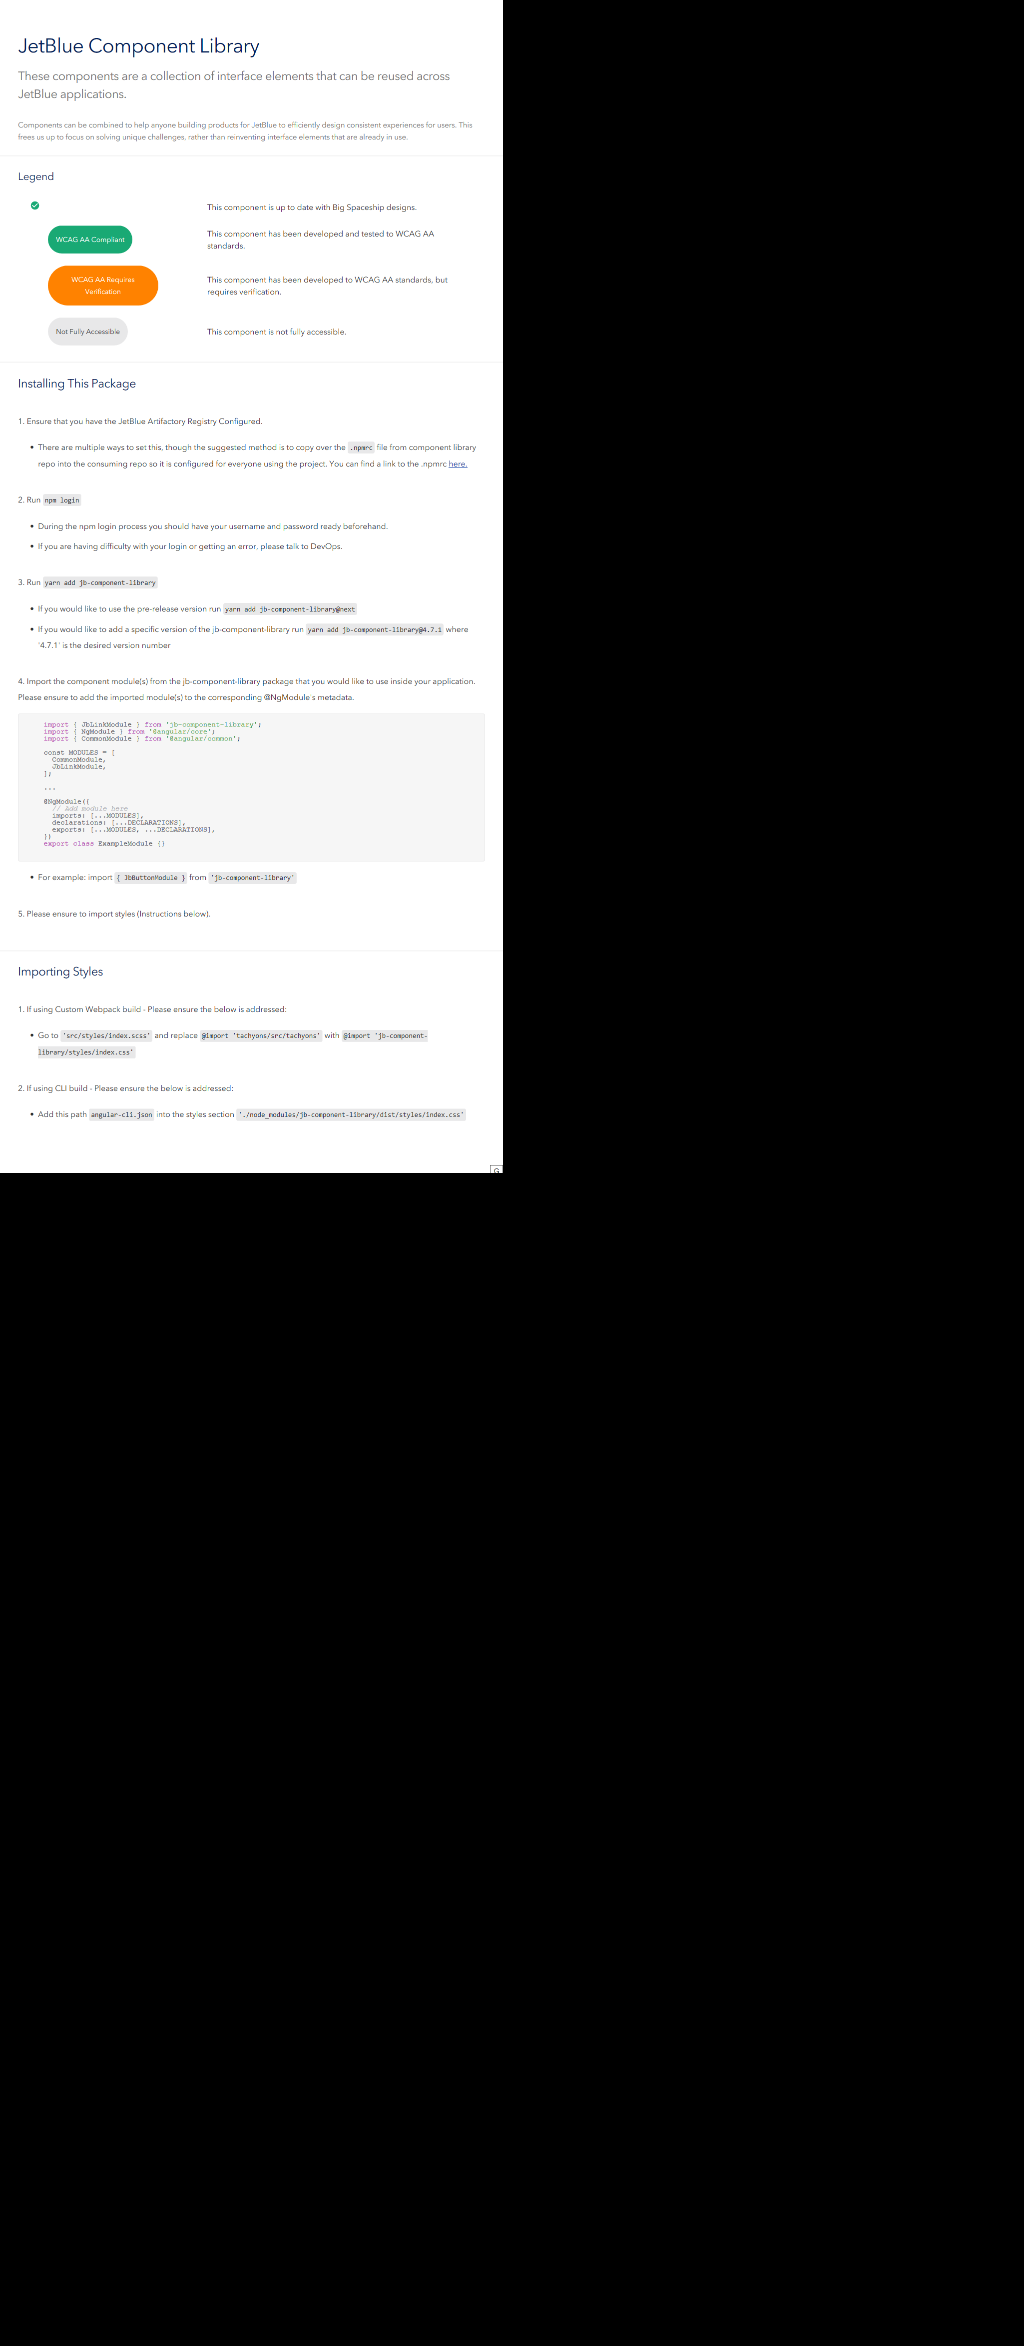 JetBlue Component Library
These components are a collection of interface elements that can be reused across
JetBlue applications.
Components can be combined to help anyone building products for JetBlue to efficiently design consistent experiences for users. This
frees us up to focus on solving unique challenges, rather than reinventing interface elements that are already in use.
Legend
This component is up to date with Big Spaceship designs.
WCAG AA Compliant
This component has been developed and tested to WCAG AA
standards.
WCAG AA Requires
Verification
This component has been developed to WCAG AA standards, but
requires verification.
Not Fully Accessible
This component is not fully accessible.
Installing This Package
1. Ensure that you have the JetBlue Artifactory Registry Configured.
• There are multiple ways to set this, though the suggested method is to copy over the .npmrc file from component library
repo into the consuming repo so it is configured for everyone using the project. You can find a link to the .npmrc here.
2. Run npm login
• During the npm login process you should have your username and password ready beforehand.
• If you are having difficulty with your login or getting an error, please talk to DevOps.
3. Run yarn add jb-component-library
• If you would like to use the pre-release version run yarn add jb-component-library@next
• If you would like to add a specific version of the jb-component-library run yarn add jb-component-library@4.7.1 where
'4.7.1' is the desired version number
4. Import the component module(s) from the jb-component-library package that you would like to use inside your application.
Please ensure to add the imported module(s) to the corresponding @NgModule's metadata.
import { JbLinkModule } from 'jb-component-library';
import { NgModule } from '@angular/core';
import { CommonModule } from '@angular/common';
const MODULES = [
CommonModule,
JbLinkModule,
];
...
@NgModule({
// Add module here
imports: [...MODULES],
declarations: [...DECLARATIONS],
exports: [...MODULES, ...DECLARATIONS],
})
export class ExampleModule {}
• For example: import { JbButtonModule } from 'jb-component-library'
5. Please ensure to import styles (Instructions below).
Importing Styles
1. If using Custom Webpack build - Please ensure the below is addressed:
• Go to 'src/styles/index.scss' and replace @import 'tachyons/src/tachyons' with @import 'jb-component-
library/styles/index.css'
2. If using CLI build - Please ensure the below is addressed:
• Add this path angular-cli.json into the styles section './node_modules/jb-component-library/dist/styles/index.css'
G